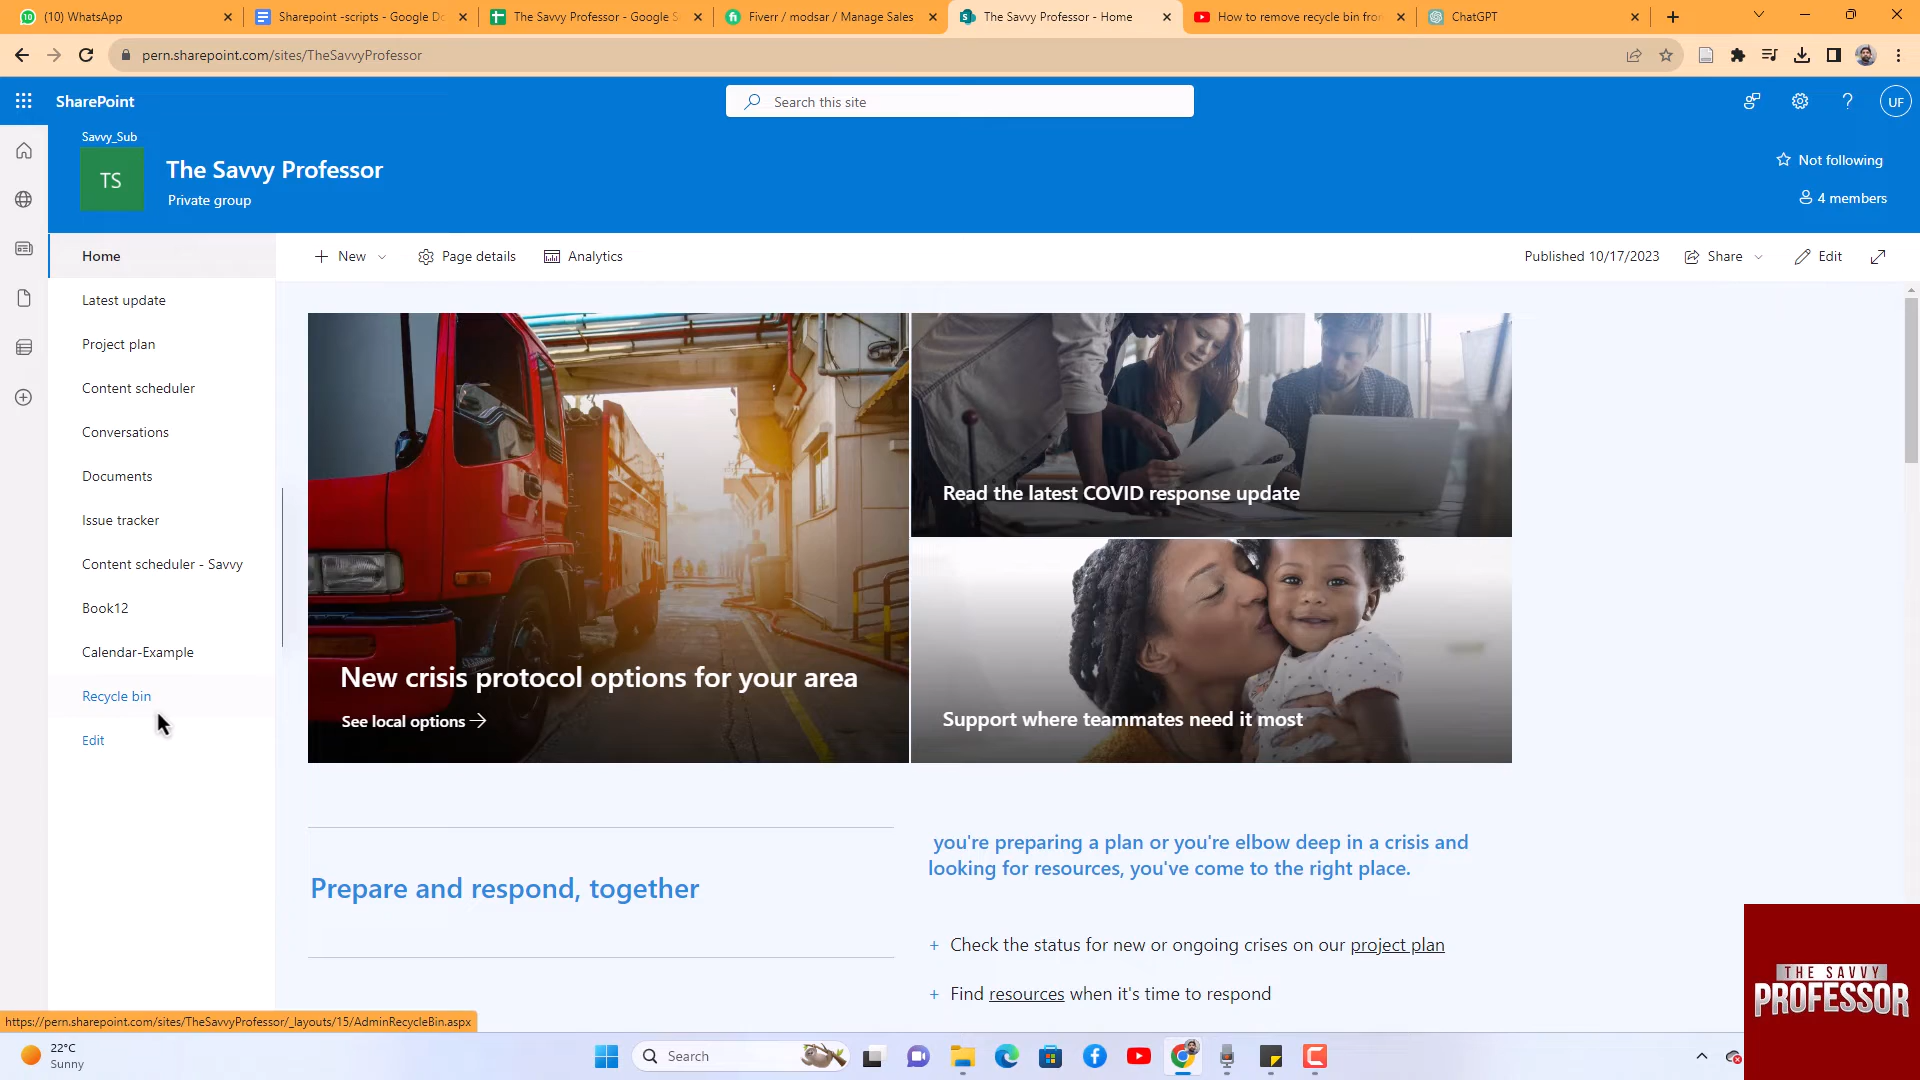 (10) WhatsApp
Sharepoint -scripts - Google Do
The Savvy Professor - Google S
Fiverr / modsar / Manage Sales
The Savvy Professor - Home
How to remove recycle bin from
ChatGPT
pern.sharepoint.com/sites/TheSavvyProfessor
SharePoint
Search this site
UF
Savvy_Sub
TS
The Savvy Professor
Private group
Not following
4 members
Home
New
Page details
Analytics
Published 10/17/2023
Share
Edit
Latest update
Project plan
Content scheduler
Conversations
Documents
Issue tracker
Content scheduler - Savvy
Book12
Calendar-Example
Recycle bin
Edit
Read the latest COVID response update
New crisis protocol options for your area
See local options
Support where teammates need it most
Prepare and respond, together
you're preparing a plan or you're elbow deep in a crisis and
looking for resources, you've come to the right place.
+ Check the status for new or ongoing crises on our project plan
+ Find resources when it's time to respond
THE SAVVY
PROFESSOR
https://pern.sharepoint.com/sites/TheSavvyProfessor/_layouts/15/AdminRecycleBin.aspx
22°C
Sunny
Search